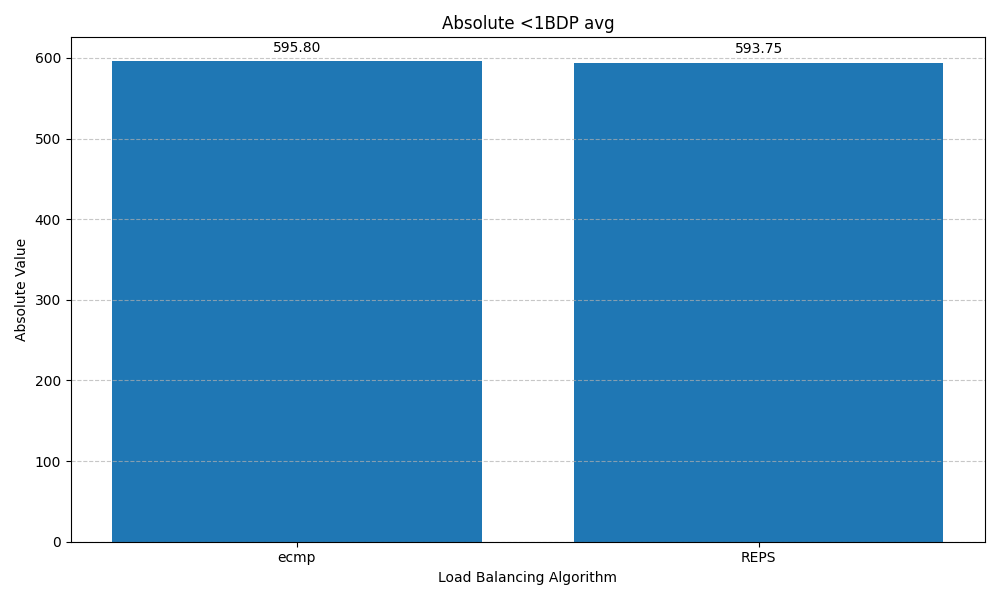 Absolute <1BDP avg
595.80
593.75
600
500
400
300
200
100
0
Absolute Value
ecmp
REPS
Load Balancing Algorithm